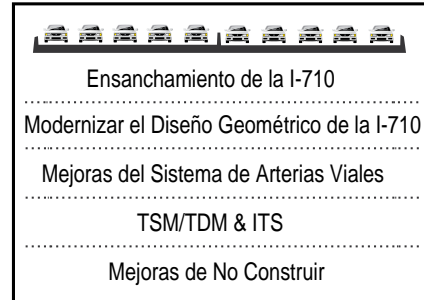 Ensanchamiento de la I-710
Modernizar el Diseño Geométrico de la I-710
Mejoras del Sistema de Arterias Viales
TSM/TDM & ITS
Mejoras de No Construir